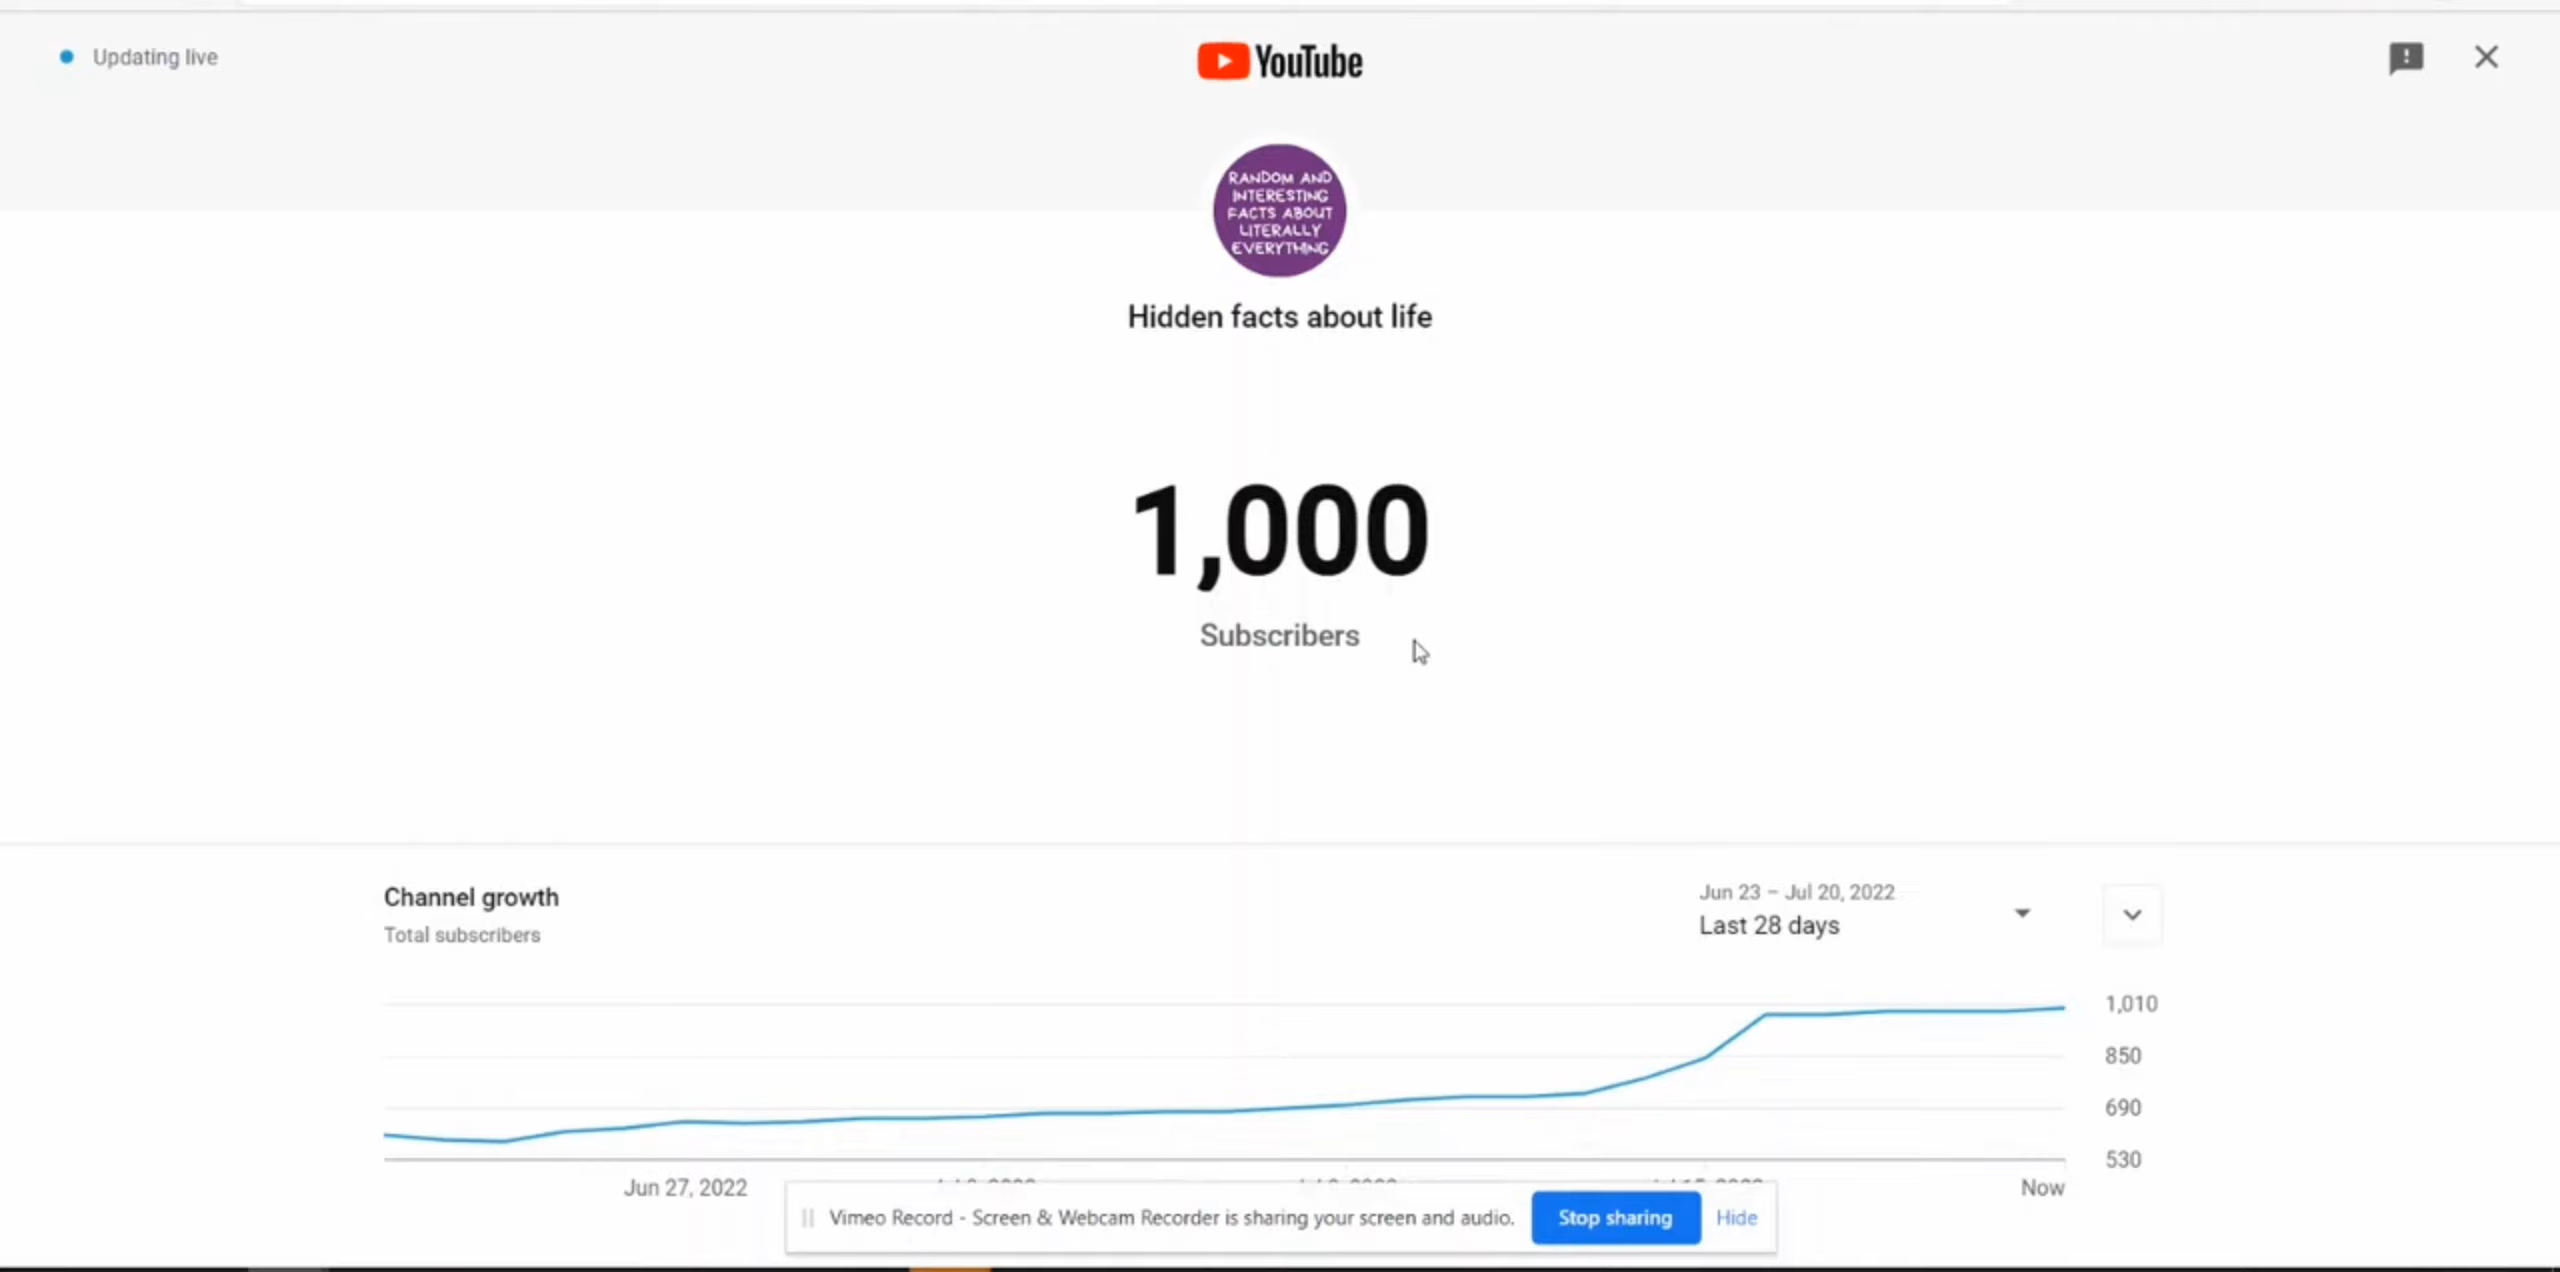 Updating live
YouTube
RANDOM AND
INTERESTING
FACTS ABOUT
LITERALLY
EVERYTHING
Hidden facts about life
1,000
Subscribers
Channel growth
Total subscribers
Jun 23 – Jul 20, 2022
Last 28 days
1,010
850
690
530
Jun 27, 2022
Now
Vimeo Record - Screen & Webcam Recorder is sharing your screen and audio.
Stop sharing
Hide